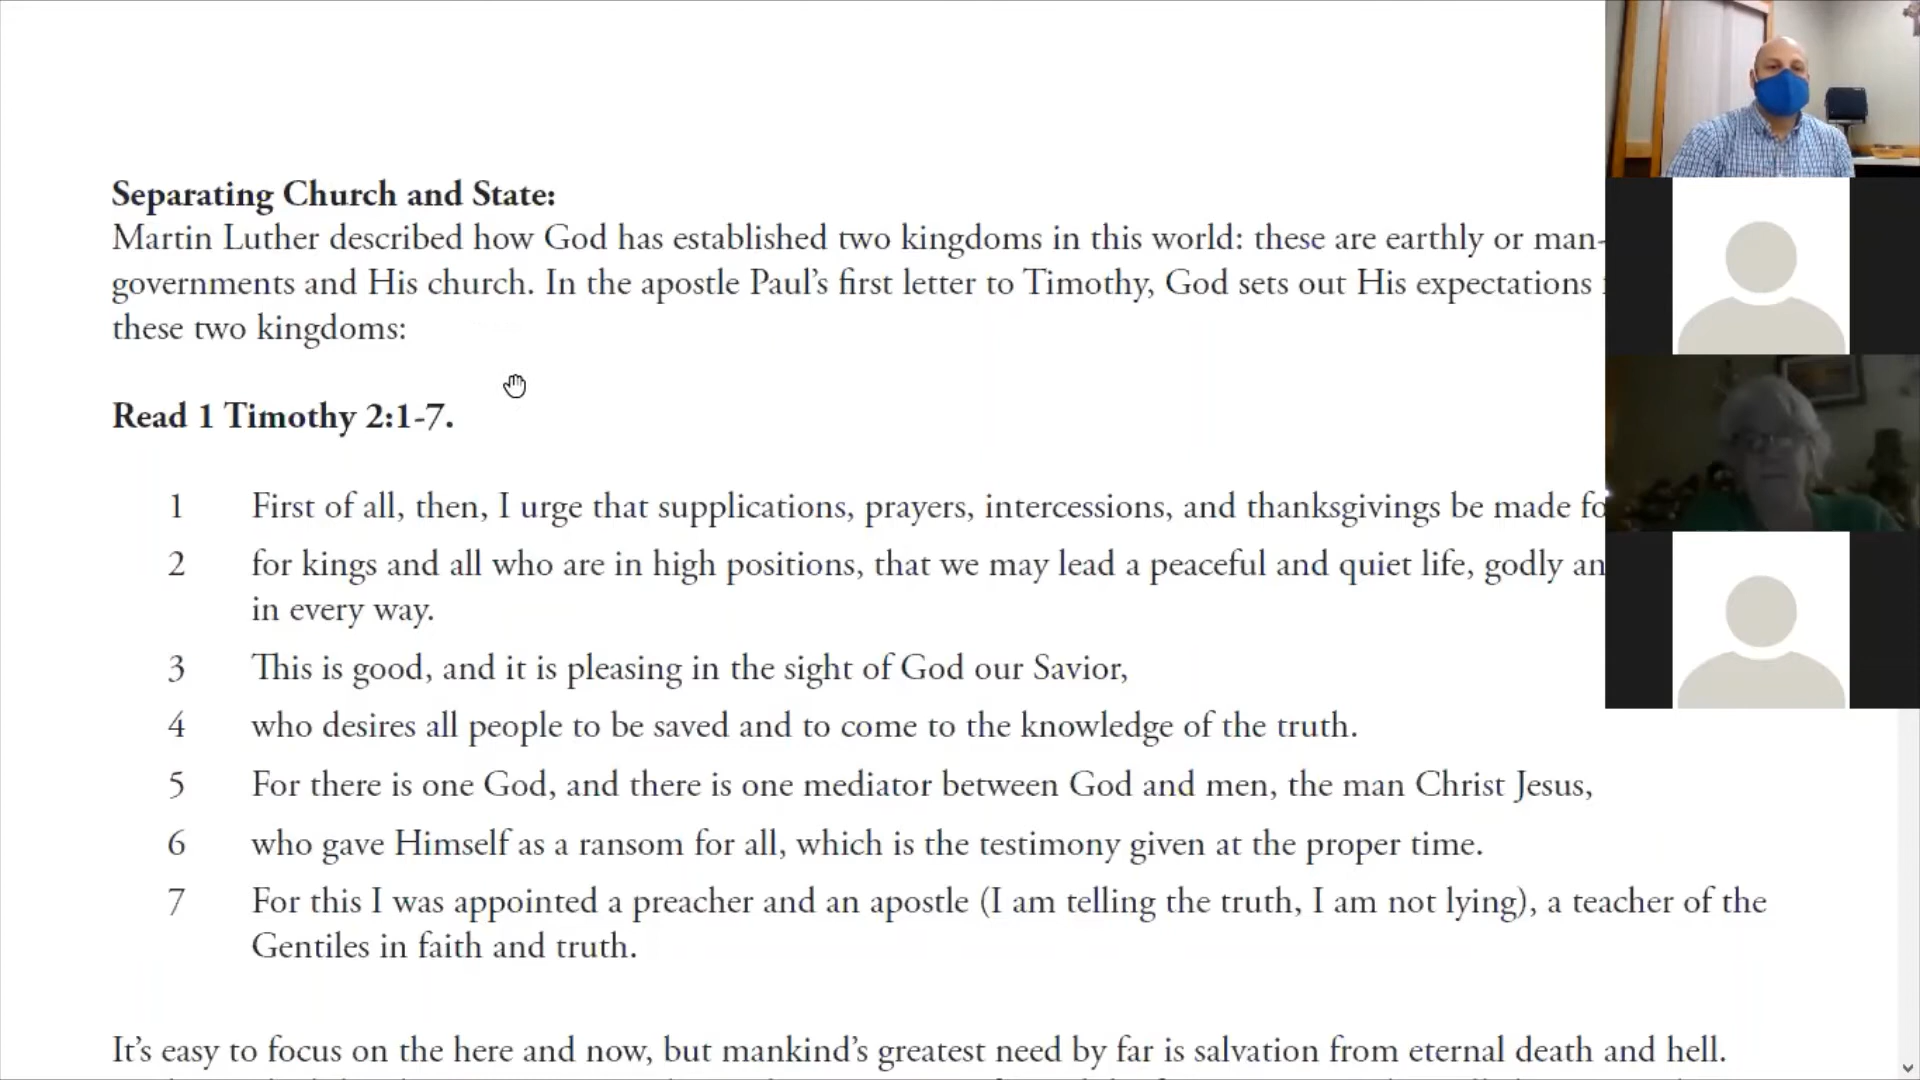 Separating Church and State:
Martin Luther described how God has established two kingdoms in this world: these are earthly or man-
governments and His church. In the apostle Paul’s first letter to Timothy, God sets out His expectations
these two kingdoms:
Read 1 Timothy 2:1-7.
1 First of all, then, I urge that supplications, prayers, intercessions, and thanksgivings be made fo
2 for kings and all who are in high positions, that we may lead a peaceful and quiet life, godly an
in every way.
3 This is good, and it is pleasing in the sight of God our Savior,
4 who desires all people to be saved and to come to the knowledge of the truth.
5 For there is one God, and there is one mediator between God and men, the man Christ Jesus,
6 who gave Himself as a ransom for all, which is the testimony given at the proper time.
7 For this I was appointed a preacher and an apostle (I am telling the truth, I am not lying), a teacher of the
Gentiles in faith and truth.
It’s easy to focus on the here and now, but mankind’s greatest need by far is salvation from eternal death and hell.